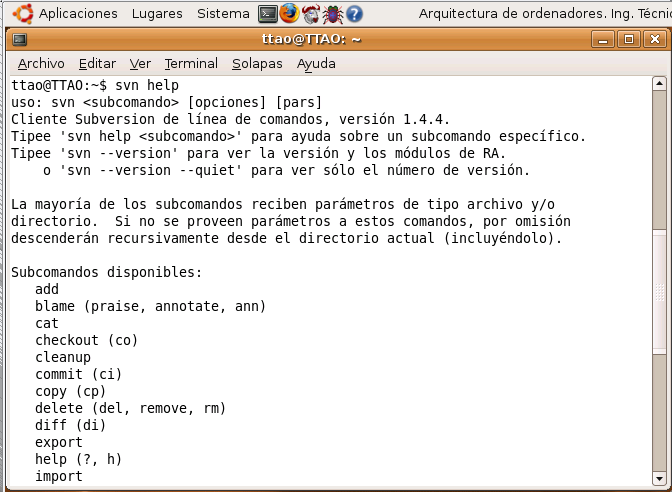 Aplicaciones Lugares Sistema Arquitectura de ordenadores. Ing. Técni
ttao@TTAO: ~
Archivo Editar Ver Terminal Solapas Ayuda
ttao@TTAO:~$ svn help
uso: svn <subcomando> [opciones] [pars]
Cliente Subversion de línea de comandos, versión 1.4.4.
Tipee 'svn help <subcomando>' para ayuda sobre un subcomando específico.
Tipee 'svn --version' para ver la versión y los módulos de RA.
    o 'svn --version --quiet' para ver sólo el número de versión.

La mayoría de los subcomandos reciben parámetros de tipo archivo y/o
directorio.  Si no se proveen parámetros a estos comandos, por omisión
descenderán recursivamente desde el directorio actual (incluyéndolo).

Subcomandos disponibles:
   add
   blame (praise, annotate, ann)
   cat
   checkout (co)
   cleanup
   commit (ci)
   copy (cp)
   delete (del, remove, rm)
   diff (di)
   export
   help (?, h)
   import